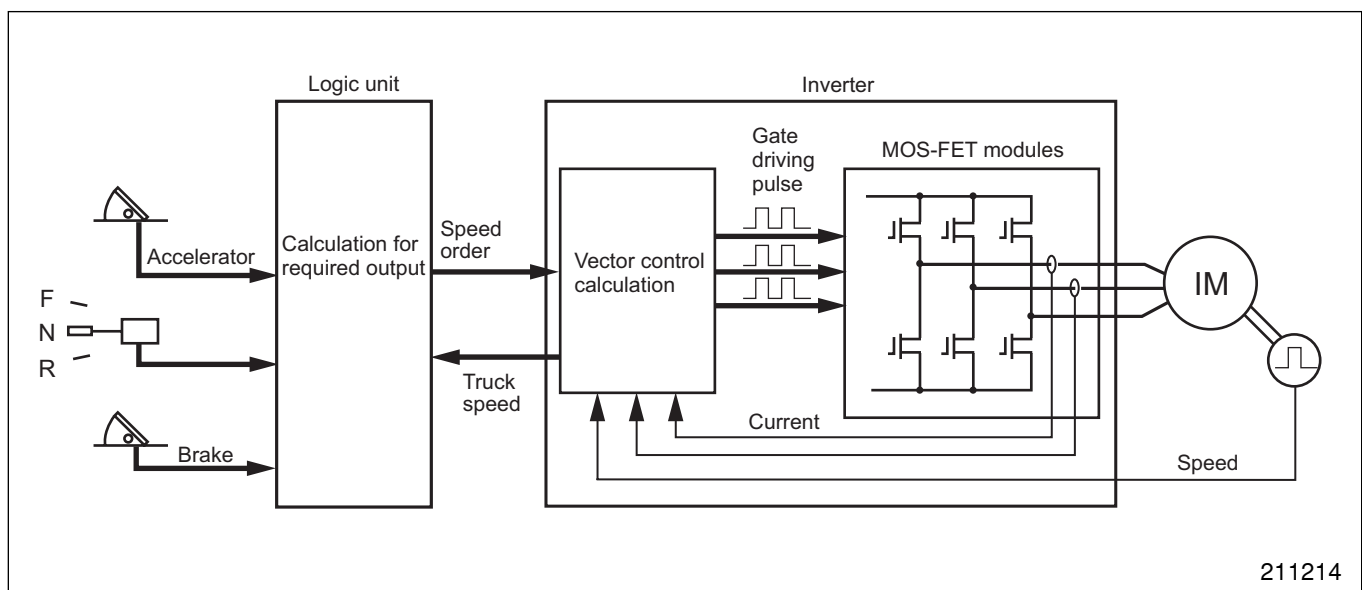 Logic unit
Inverter
Gate
driving
pulse
MOS-FET modules
Accelerator
Calculation for
required output
Speed
order
Vector control
calculation
IM
F
N
R
Truck
speed
Current
Brake
Speed
211214